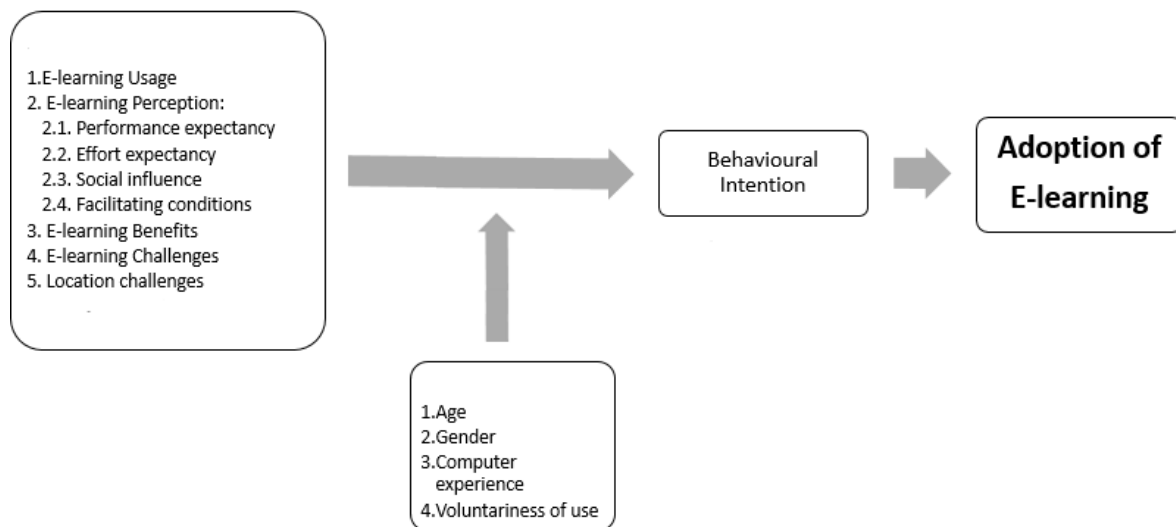 1.E-learning Usage
2. E-learning Perception:
2.1. Performance expectancy
2.2. Effort expectancy
2.3. Social influence
2.4. Facilitating conditions
3. E-learning Benefits
4. E-learning Challenges
5. Location challenges
Behavioural
Intention
Adoption of
E-learning
1.Age
2.Gender
3.Computer
experience
4.Voluntariness of use